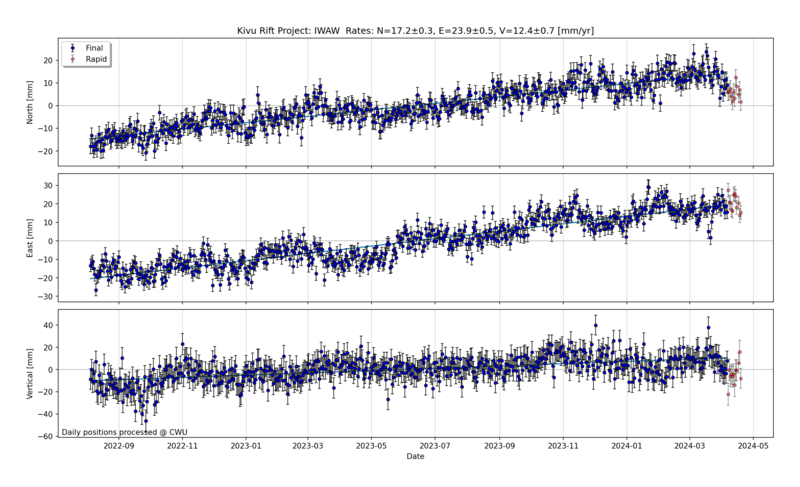 Kivu Rift Project: IWAW  Rates: N=17.2±0.3, E=23.9±0.5, V=12.4±0.7 [mm/yr]
Final
Rapid
North [mm]
20
10
0
−10
−20
East [mm]
30
20
10
0
−10
−20
−30
Vertical [mm]
40
20
0
−20
−40
−60
Daily positions processed @ CWU
2022-09 2022-11 2023-01 2023-03 2023-05 2023-07 2023-09 2023-11 2024-01 2024-03 2024-05
Date